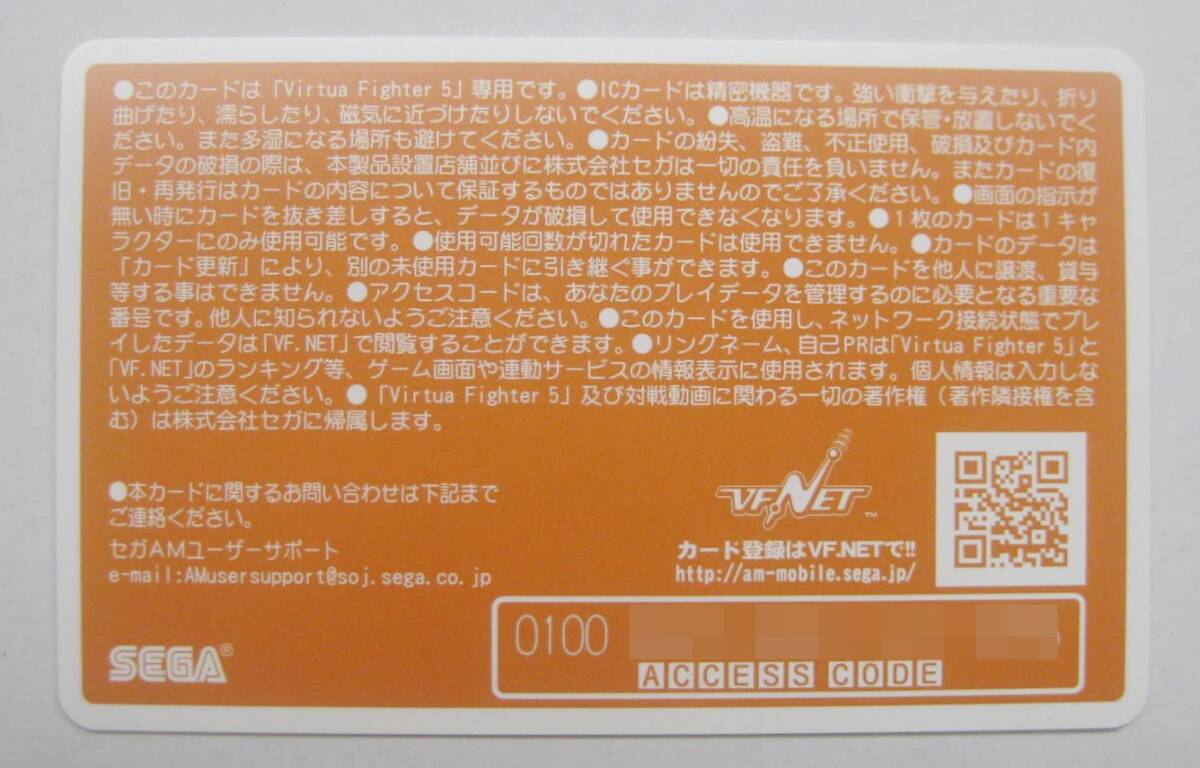 ●このカードは「Virtua Fighter 5」専用です。●ICカードは精密機器です。強い衝撃を与えたり、折り
曲げたり、濡らしたり、磁気に近づけたりしないでください。●高温になる場所で保管・放置しないでく
ださい。また多湿になる場所も避けてください。●カードの紛失、盗難、不正使用、破損及びカード内
データの破損の際は、本製品設置店舗並びに株式会社セガは一切の責任を負いません。またカードの復
旧・再発行はカードの内容について保証するものではありませんのでご了承ください。●画面の指示が
無い時にカードを抜き差しすると、データが破損して使用できなくなります。●1枚のカードは1キャ
ラクターにのみ使用可能です。●使用可能回数が切れたカードは使用できません。●カードのデータは
「カード更新」により、別の未使用カードに引き継ぐ事ができます。●このカードを他人に譲渡、貸与
等する事はできません。●アクセスコードは、あなたのプレイデータを管理するのに必要となる重要な
番号です。他人に知られないようご注意ください。●このカードを使用し、ネットワーク接続状態でプレ
イしたデータは「VF.NET」で閲覧することができます。●リングネーム、自己PRは「Virtua Fighter 5」と
「VF.NET」のランキング等、ゲーム画面や連動サービスの情報表示に使用されます。個人情報は入力しな
いようご注意ください。●「Virtua Fighter 5」及び対戦動画に関わる一切の著作権（著作隣接権を含
む）は株式会社セガに帰属します。
●本カードに関するお問い合わせは下記まで
ご連絡ください。
セガAMユーザーサポート
e-mail:AMusersupport@soj.sega.co.jp
VF.NET™
カード登録はVF.NETで!!
http://am-mobile.sega.jp/
0100
ACCESS CODE
SEGA®